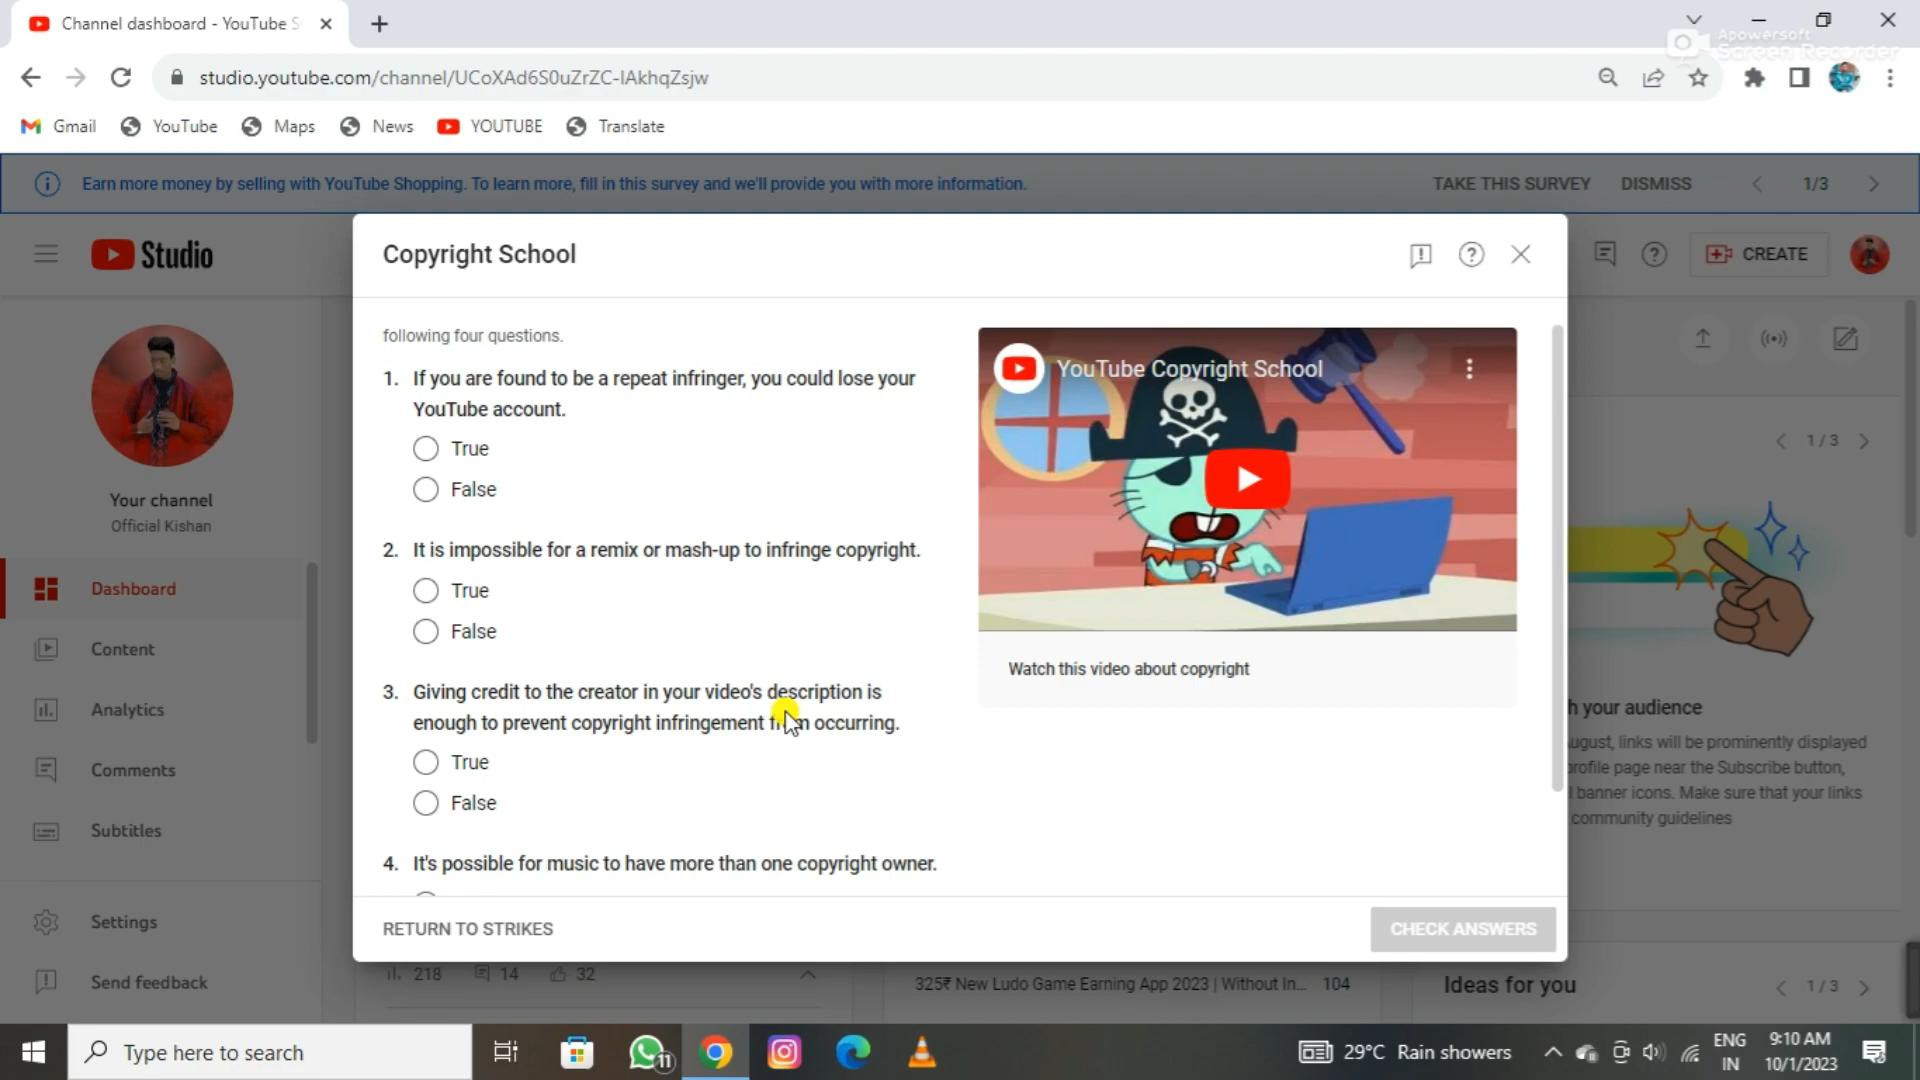 Channel dashboard - YouTube S
Apowersoft
Screen Recorder
studio.youtube.com/channel/UCoXAd6S0uZrZC-lAkhqZsjw
Gmail YouTube Maps News YOUTUBE Translate
Earn more money by selling with YouTube Shopping. To learn more, fill in this survey and we'll provide you with more information. TAKE THIS SURVEY DISMISS 1/3
Studio
CREATE
Your channel
Official Kishan
Dashboard
Content
Analytics
Comments
Subtitles
Settings
Send feedback
Copyright School
following four questions.
1. If you are found to be a repeat infringer, you could lose your
YouTube account.
True
False
2. It is impossible for a remix or mash-up to infringe copyright.
True
False
3. Giving credit to the creator in your video's description is
enough to prevent copyright infringement from occurring.
True
False
4. It's possible for music to have more than one copyright owner.
YouTube Copyright School
Watch this video about copyright
RETURN TO STRIKES
CHECK ANSWERS
1 / 3
h your audience
ugust, links will be prominently displayed
profile page near the Subscribe button,
banner icons. Make sure that your links
community guidelines
218 14 32
325₹ New Ludo Game Earning App 2023 | Without In... 104
Ideas for you 1 / 3
Type here to search
11
29°C Rain showers
ENG
IN
9:10 AM
10/1/2023